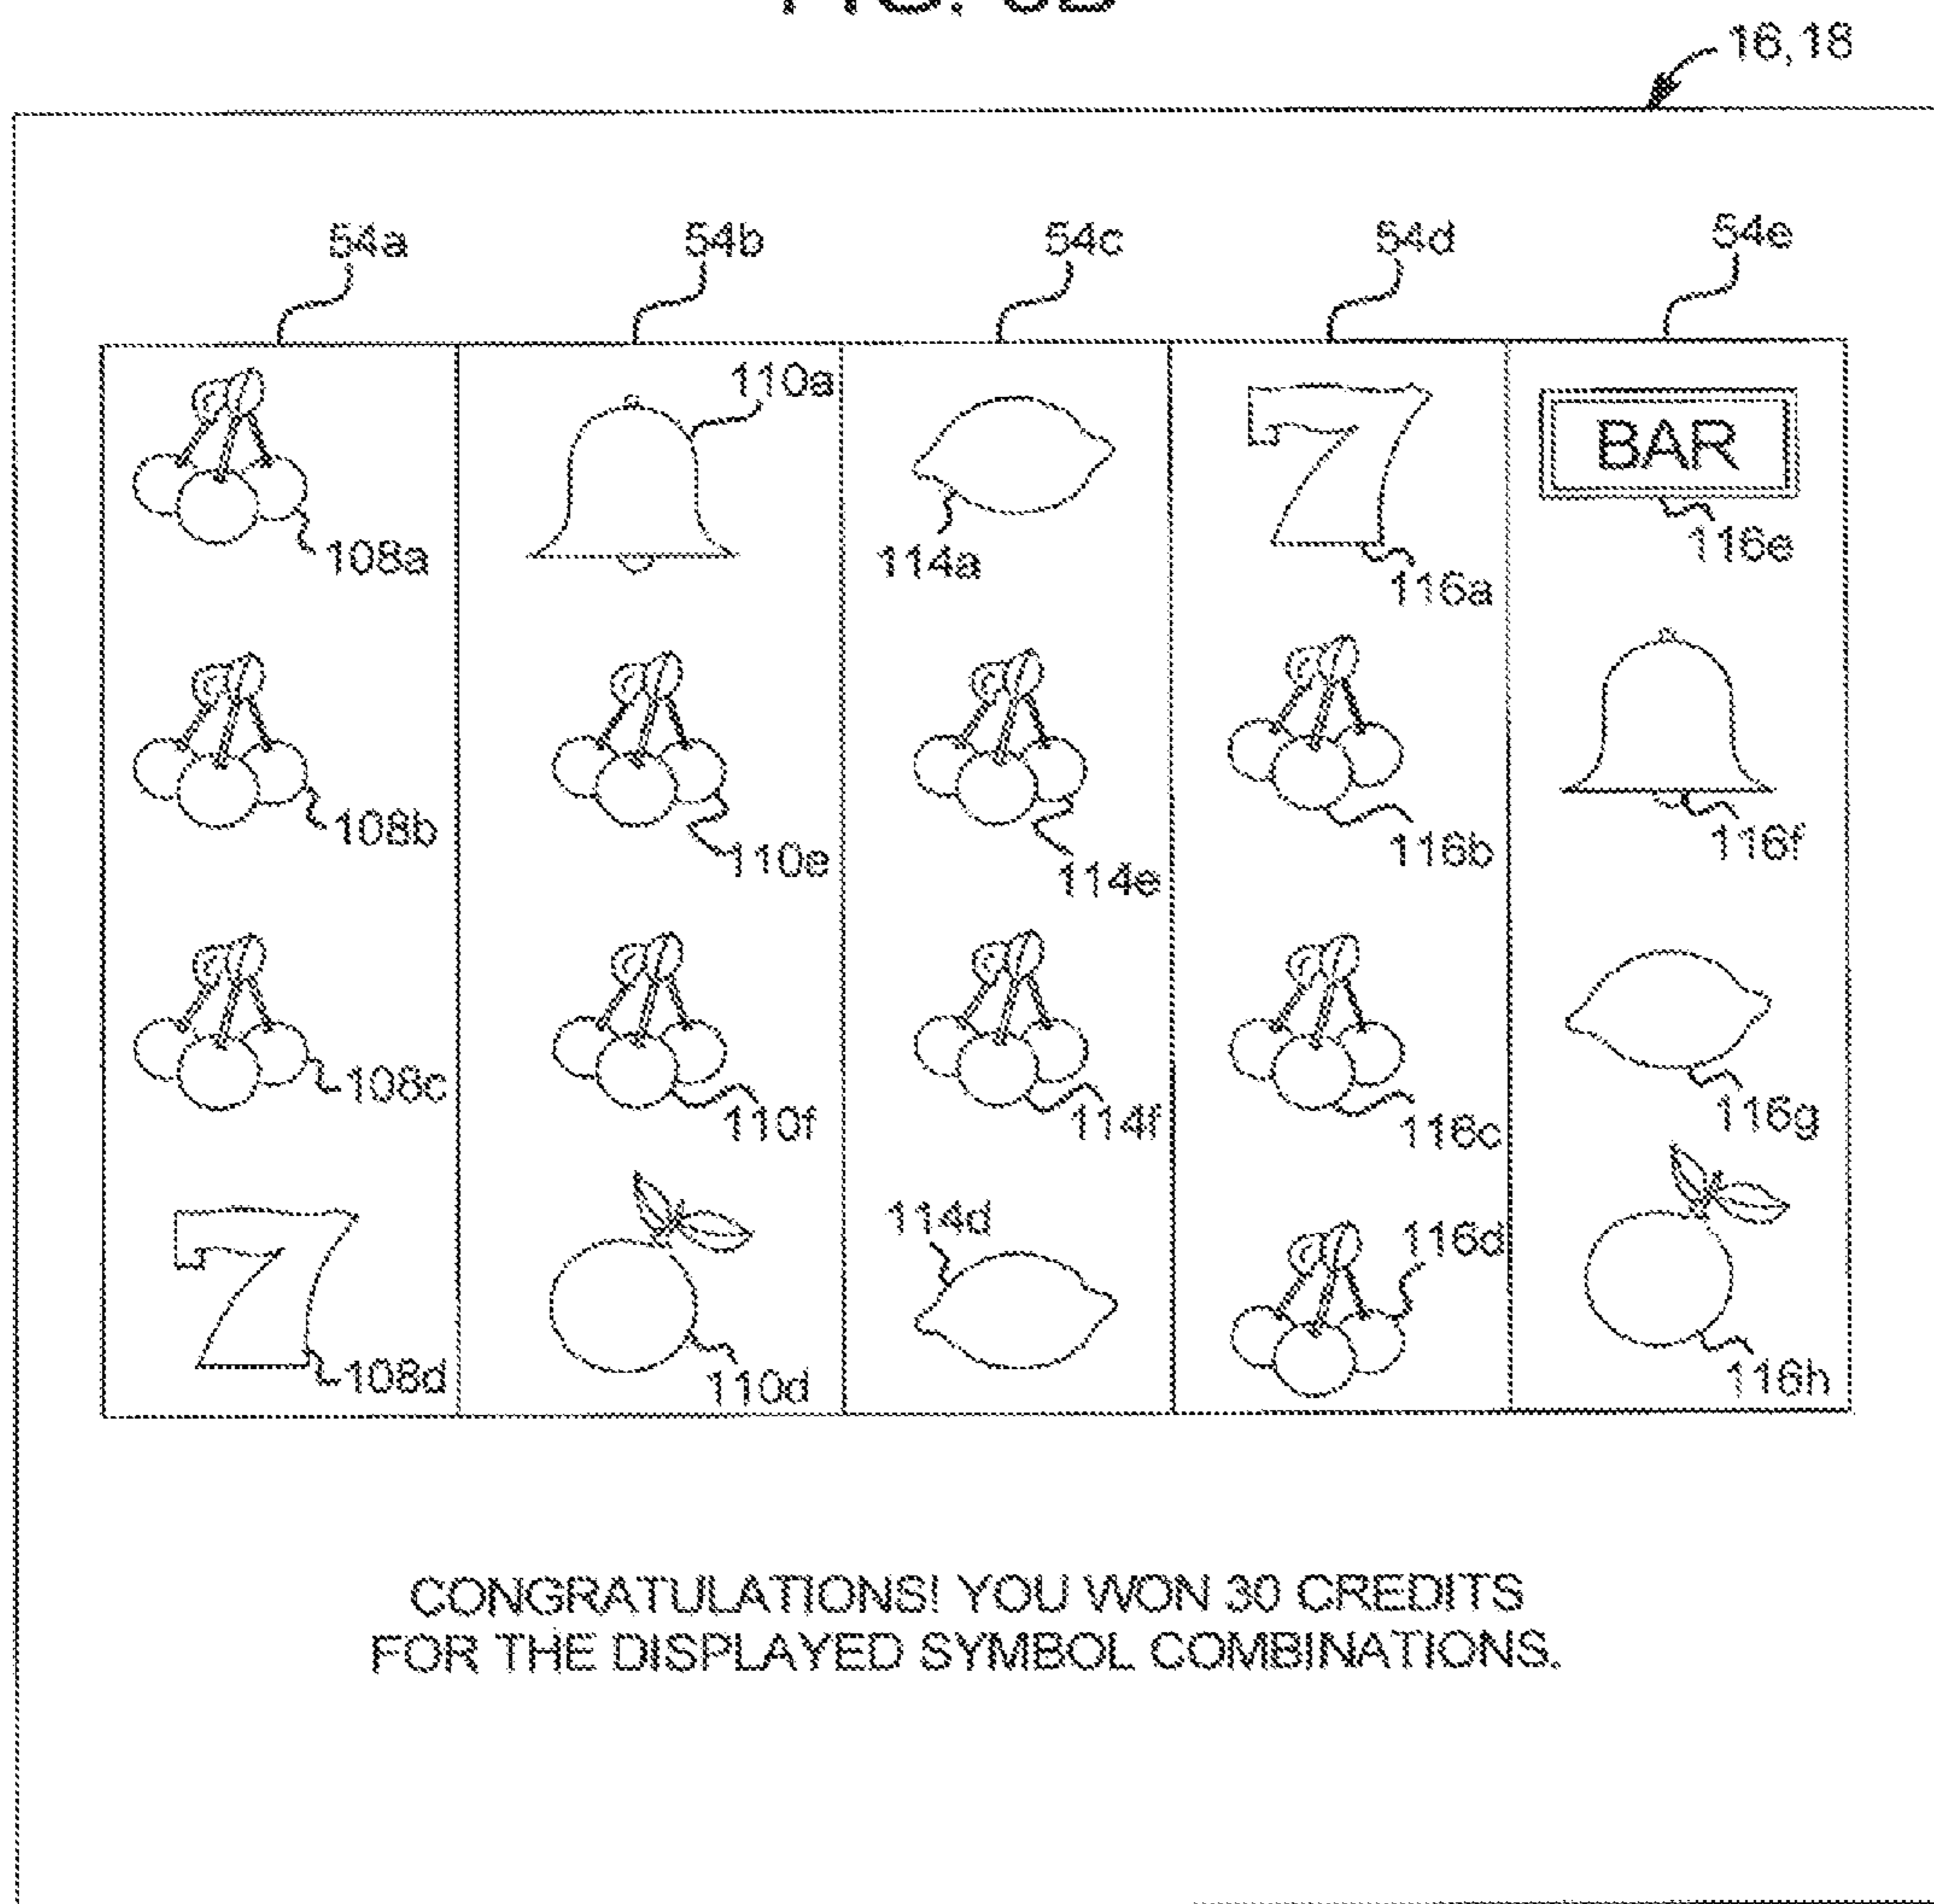 16,18
54a 54b 54c 54d 54e
110a
BAR
108a 114a 116a 116e
108b 110e 114e 116b 116f
108c 110f 114f 116c 116g
114d 116d
108d 110d 116h
CONGRATULATIONS! YOU WON 30 CREDITS
FOR THE DISPLAYED SYMBOL COMBINATIONS.